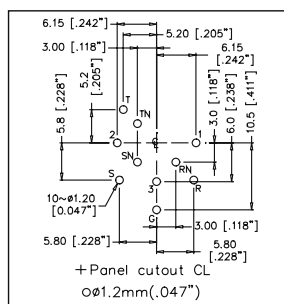 6.15 [.242"]
5.20 [.205"]
3.00 [.118"]
6.15
[.242"]
5.2
[.205"]
5.8 [.228"]
T
TN
2
1
SN
RN
S
3
R
G
3.0 [.118"]
6.0 [.238"]
10.5 [.411"]
10~ø1.20
[0.047"]
3.00 [.118"]
5.80 [.228"]
5.80
[.228"]
+Panel cutout CL
Oø1.2mm(.047")